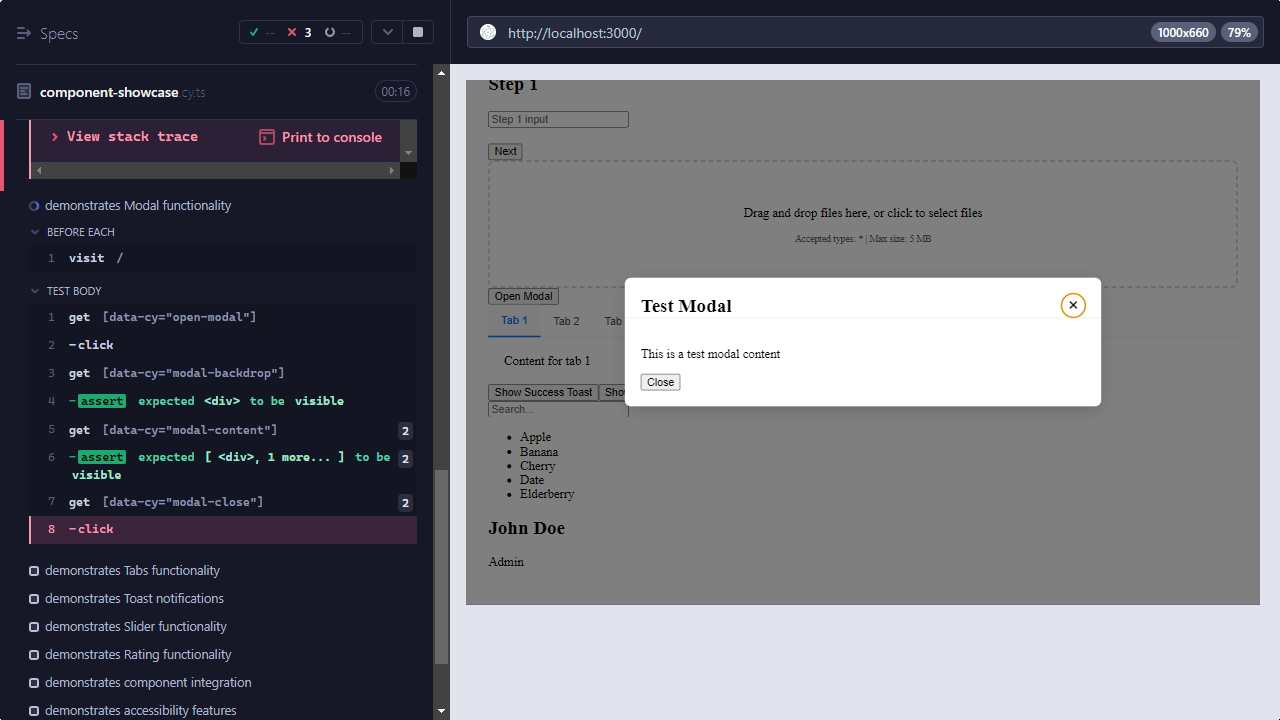 Specs
-- 3 --
component-showcase.cy.ts 00:16
> View stack trace Print to console
demonstrates Modal functionality
BEFORE EACH
1 visit /
TEST BODY
1 get [data-cy="open-modal"]
2 -click
3 get [data-cy="modal-backdrop"]
4 -assert expected <div> to be visible
5 get [data-cy="modal-content"] 2
6 -assert expected [ <div>, 1 more... ] to be 2
visible
7 get [data-cy="modal-close"] 2
8 -click
demonstrates Tabs functionality
demonstrates Toast notifications
demonstrates Slider functionality
demonstrates Rating functionality
demonstrates component integration
demonstrates accessibility features
http://localhost:3000/ 1000x660 79%
Step 1
Step 1 input
Next
Drag and drop files here, or click to select files
Accepted types: * | Max size: 5 MB
Open Modal
Tab 1 Tab 2 Tab
Content for tab 1
Show Success Toast Sho
Search...
Apple
Banana
Cherry
Date
Elderberry
John Doe
Admin
Test Modal ×
This is a test modal content
Close